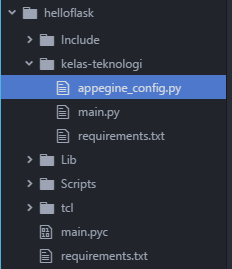 helloflask
Include
kelas-teknologi
appegine_config.py
main.py
requirements.txt
Lib
Scripts
tcl
main.pyc
requirements.txt